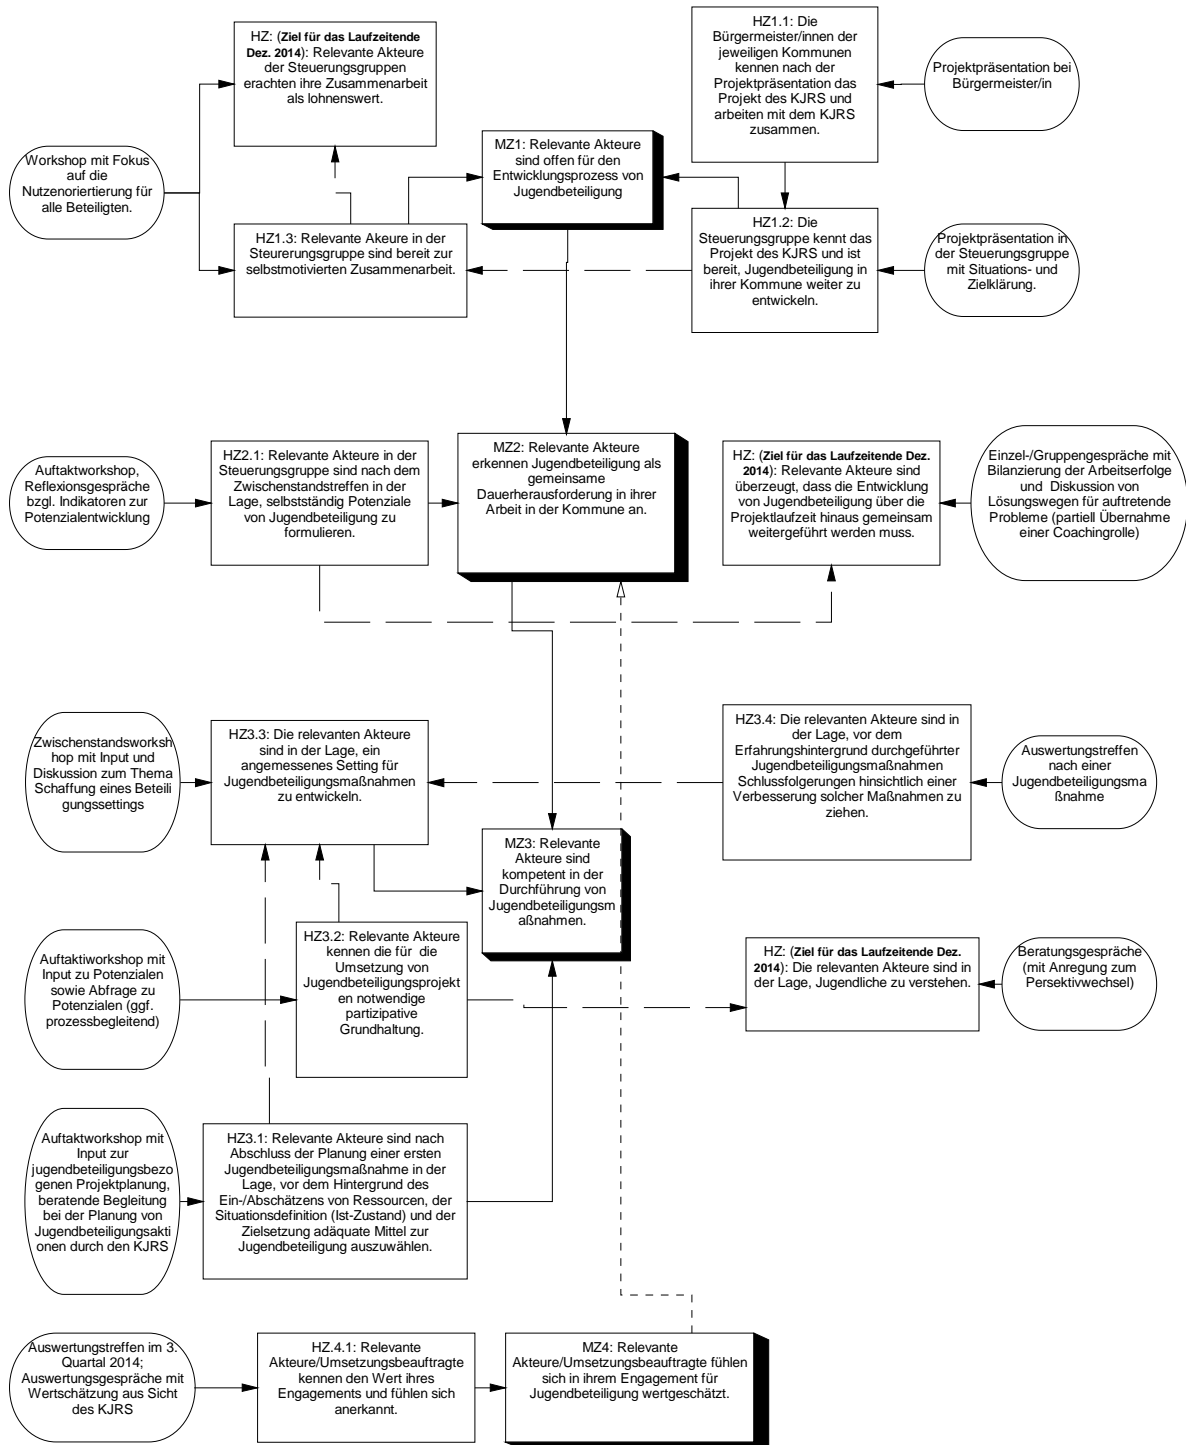 HZ: (Ziel für das Laufzeitende
Dez. 2014): Relevante Akteure
der Steuerungsgruppen
erachten ihre Zusammenarbeit
als lohnenswert.
HZ1.1: Die
Bürgermeister/innen der
jeweiligen Kommunen
kennen nach der
Projektpräsentation das
Projekt des KJRS und
arbeiten mit dem KJRS
zusammen.
Projektpräsentation bei
Bürgermeister/in
MZ1: Relevante Akteure
sind offen für den
Entwicklungsprozess von
Jugendbeteiligung
Workshop mit Fokus
auf die
Nutzenoriertierung für
alle Beteiligten.
HZ1.3: Relevante Akeure in der
Steurerungsgruppe sind bereit zur
selbstmotivierten Zusammenarbeit.
HZ1.2: Die
Steuerungsgruppe kennt das
Projekt des KJRS und ist
bereit, Jugendbeteiligung in
ihrer Kommune weiter zu
entwickeln.
Projektpräsentation in
der Steuerungsgruppe
mit Situations- und
Zielklärung.
Auftaktworkshop,
Reflexionsgespräche
bzgl. Indikatoren zur
Potenzialentwicklung
HZ2.1: Relevante Akteure in der
Steuerungsgruppe sind nach dem
Zwischenstandstreffen in der
Lage, selbstständig Potenziale
von Jugendbeteiligung zu
formulieren.
MZ2: Relevante Akteure
erkennen Jugendbeteiligung als
gemeinsame
Dauerherausforderung in ihrer
Arbeit in der Kommune an.
HZ: (Ziel für das Laufzeitende Dez.
2014): Relevante Akteure sind
überzeugt, dass die Entwicklung
von Jugendbeteiligung über die
Projektlaufzeit hinaus gemeinsam
weitergeführt werden muss.
Einzel-/Gruppengespräche mit
Bilanzierung der Arbeitserfolge
und Diskussion von
Lösungswegen für auftretende
Probleme (partiell Übernahme
einer Coachingrolle)
Zwischenstandsworksh
hop mit Input und
Diskussion zum Thema
Schaffung eines Beteili
gungssettings
HZ3.3: Die relevanten Akteure
sind in der Lage, ein
angemessenes Setting für
Jugendbeteiligungsmaßnahmen
zu entwickeln.
HZ3.4: Die relevanten Akteure sind in
der Lage, vor dem
Erfahrungshintergrund durchgeführter
Jugendbeteiligungsmaßnahmen
Schlussfolgerungen hinsichtlich einer
Verbesserung solcher Maßnahmen zu
ziehen.
Auswertungstreffen
nach einer
Jugendbeteiligungsma
ßnahme
MZ3: Relevante
Akteure sind
kompetent in der
Durchführung von
Jugendbeteiligungsm
aßnahmen.
Auftaktiworkshop mit
Input zu Potenzialen
sowie Abfrage zu
Potenzialen (ggf.
prozessbegleitend)
HZ3.2: Relevante Akteure
kennen die für die
Umsetzung von
Jugendbeteiligungsprojekt
en notwendige
partizipative
Grundhaltung.
HZ: (Ziel für das Laufzeitende Dez.
2014): Die relevanten Akteure sind in
der Lage, Jugendliche zu verstehen.
Beratungsgespräche
(mit Anregung zum
Persektivwechsel)
Auftaktworkshop mit
Input zur
jugendbeteiligungsbezo
genen Projektplanung,
beratende Begleitung
bei der Planung von
Jugendbeteiligungsakti
onen durch den KJRS
HZ3.1: Relevante Akteure sind nach
Abschluss der Planung einer ersten
Jugendbeteiligungsmaßnahme in der
Lage, vor dem Hintergrund des
Ein-/Abschätzens von Ressourcen, der
Situationsdefinition (Ist-Zustand) und der
Zielsetzung adäquate Mittel zur
Jugendbeteiligung auszuwählen.
Auswertungstreffen im 3.
Quartal 2014;
Auswertungsgespräche mit
Wertschätzung aus Sicht
des KJRS
HZ.4.1: Relevante
Akteure/Umsetzungsbeauftragte
kennen den Wert ihres
Engagements und fühlen sich
anerkannt.
MZ4: Relevante
Akteure/Umsetzungsbeauftragte fühlen
sich in ihrem Engagement für
Jugendbeteiligung wertgeschätzt.